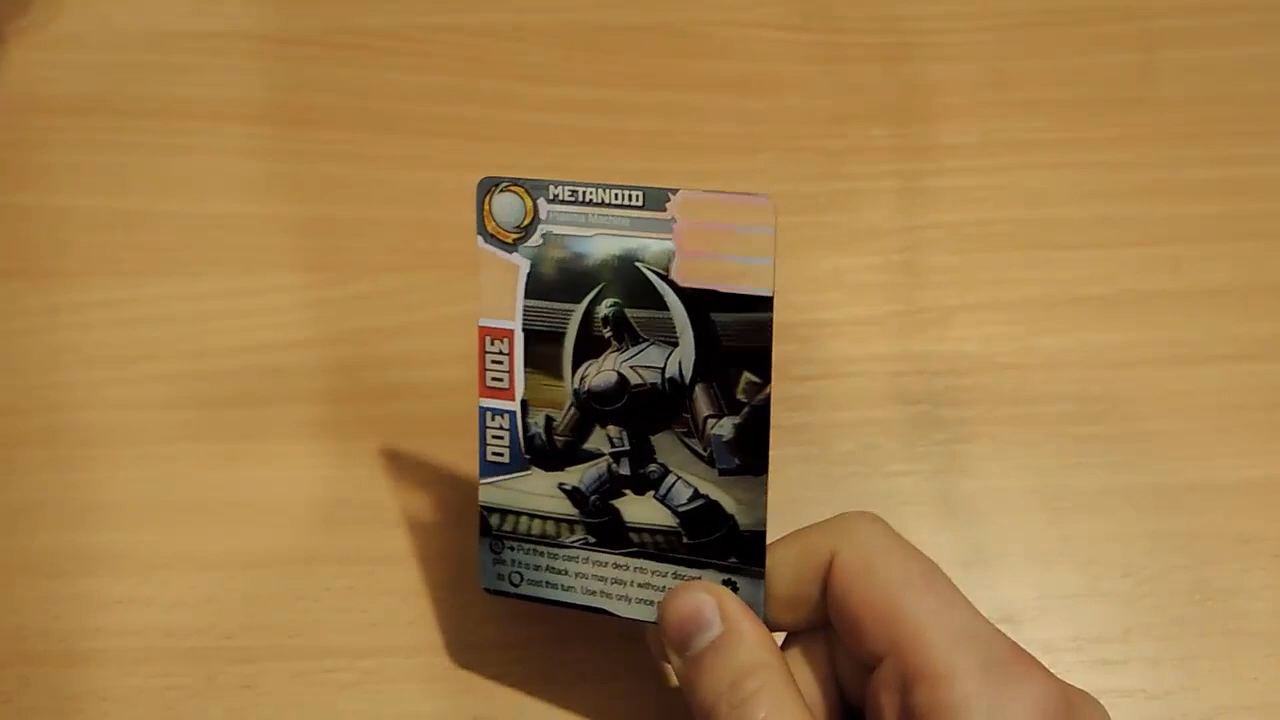 METANOID
300
300
→ Put the top card of your deck into your discard
pile. If it is an Attack, you may play it without
its cost this turn. Use this only once